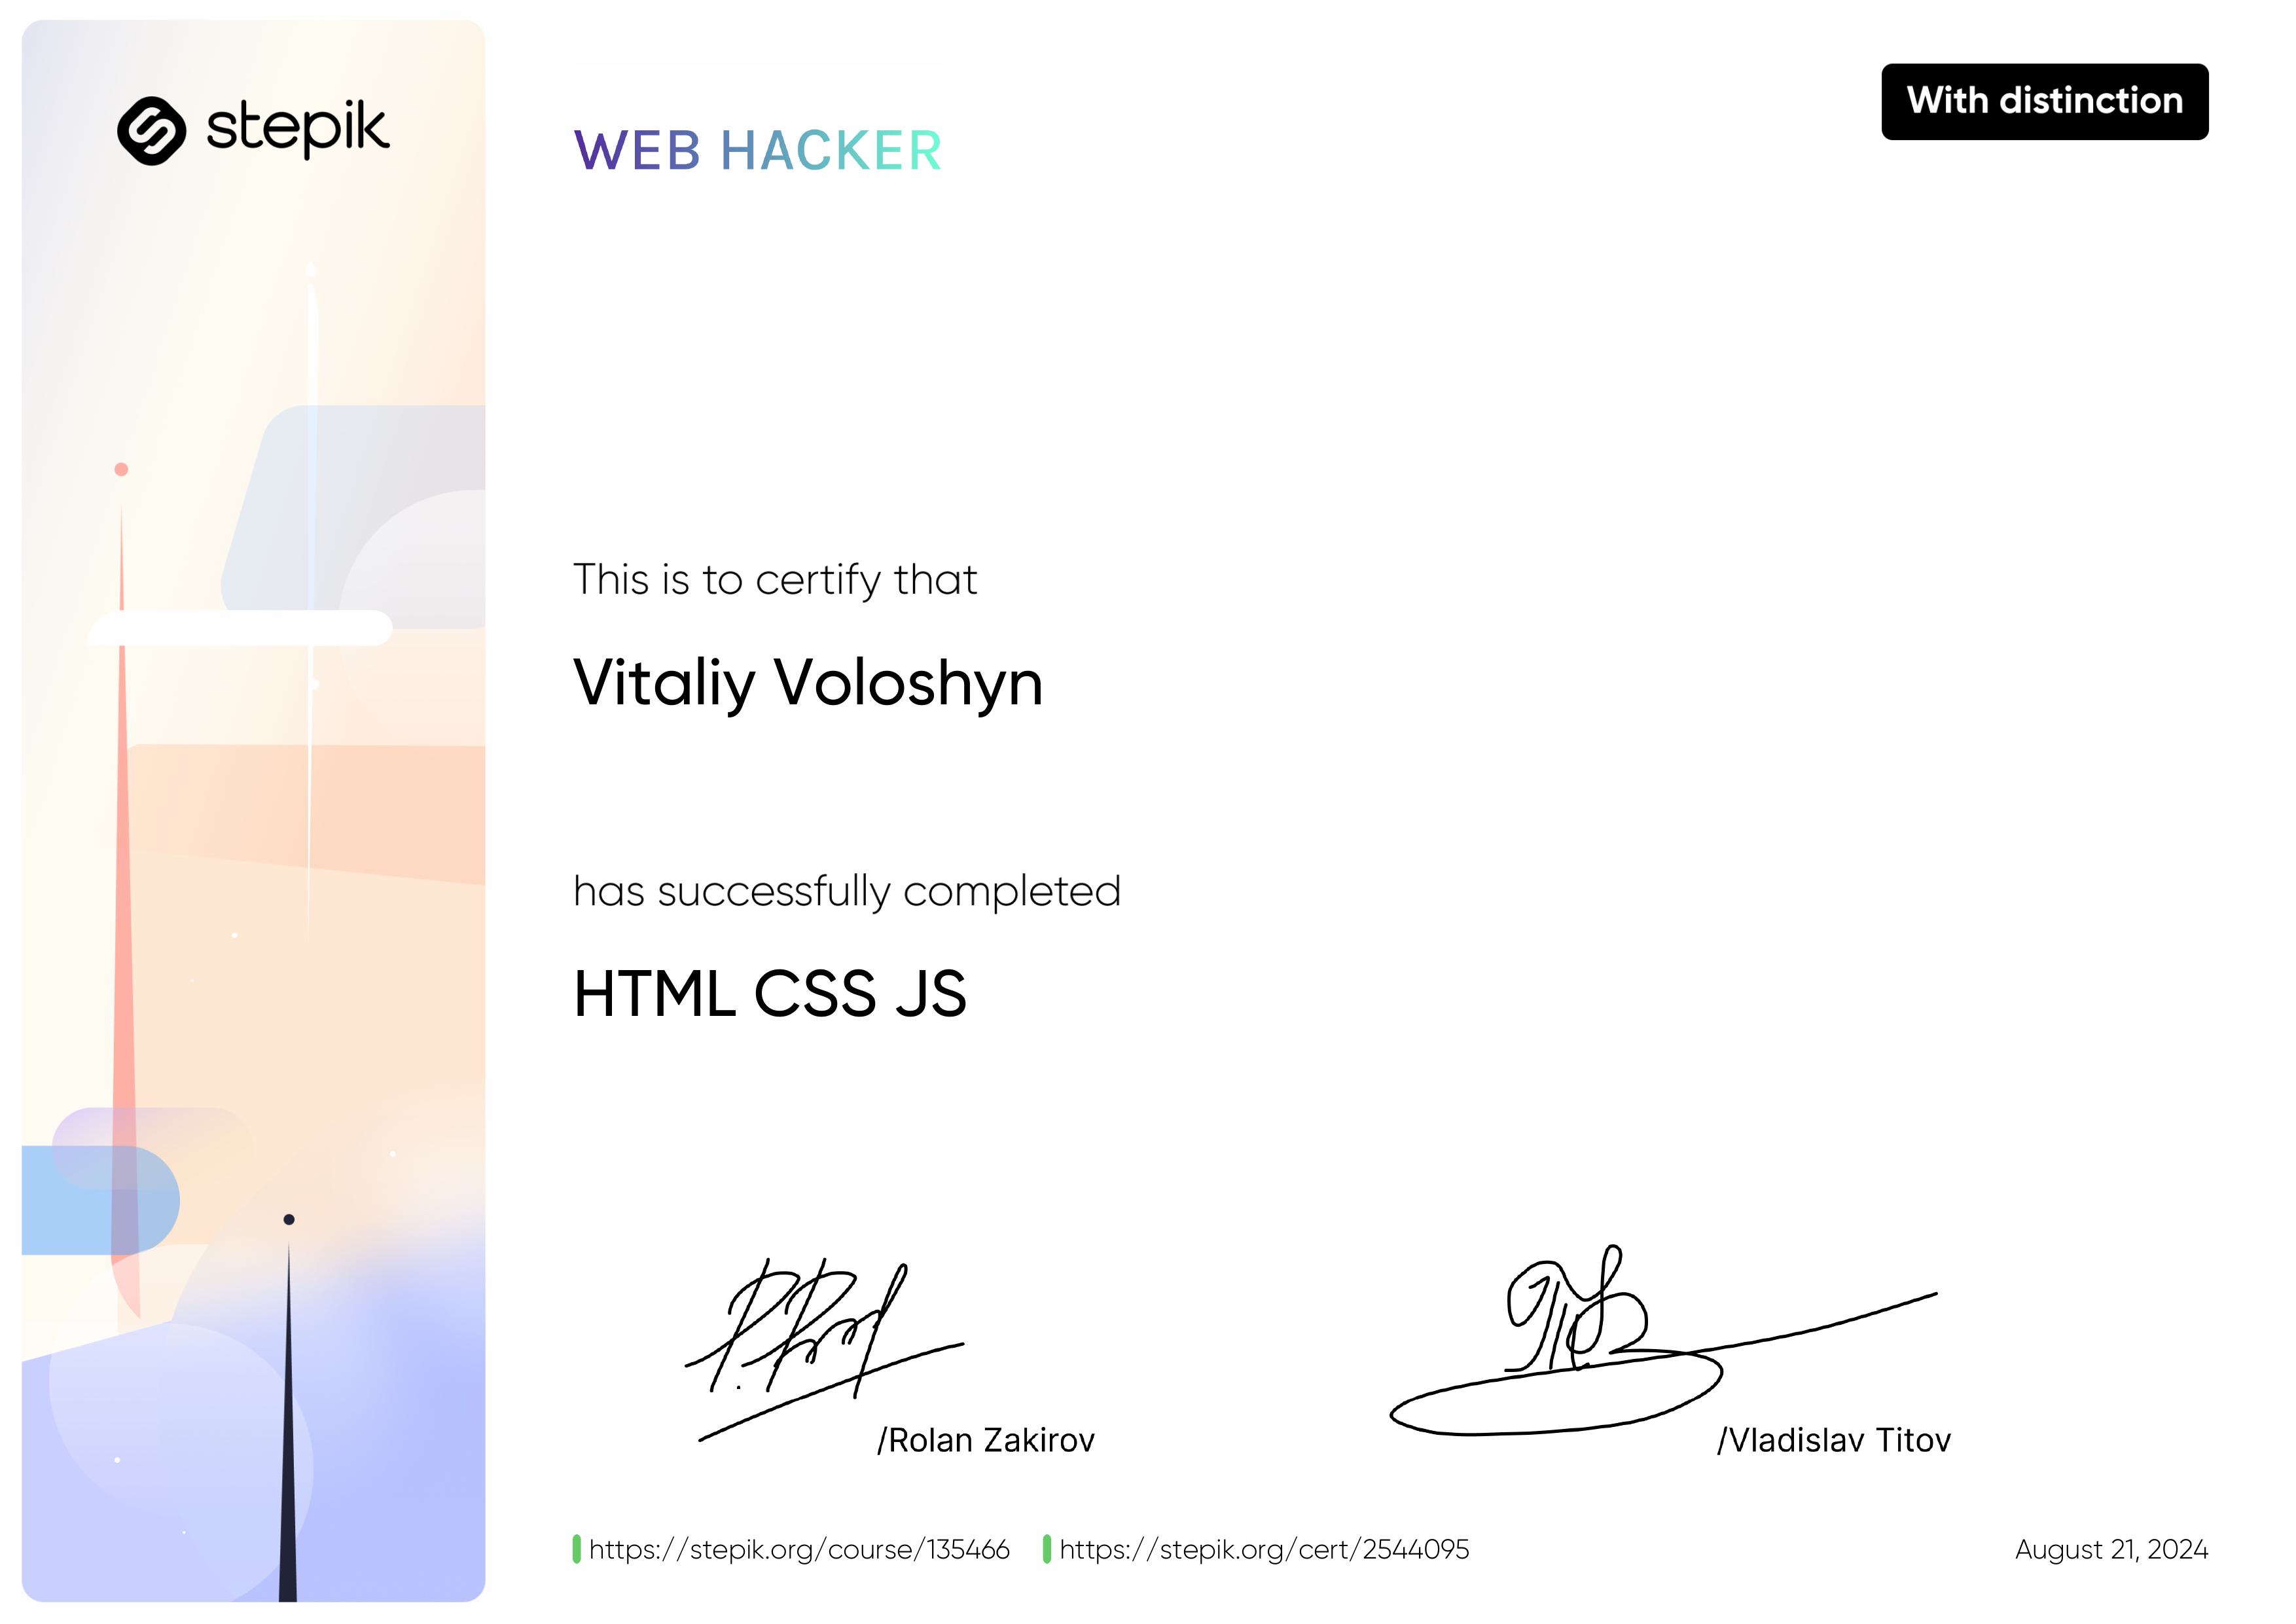 stepik
WEB HACKER
With distinction
This is to certify that
Vitaliy Voloshyn
has successfully completed
HTML CSS JS
/Rolan Zakirov
/Vladislav Titov
https://stepik.org/course/135466
https://stepik.org/cert/2544095
August 21, 2024